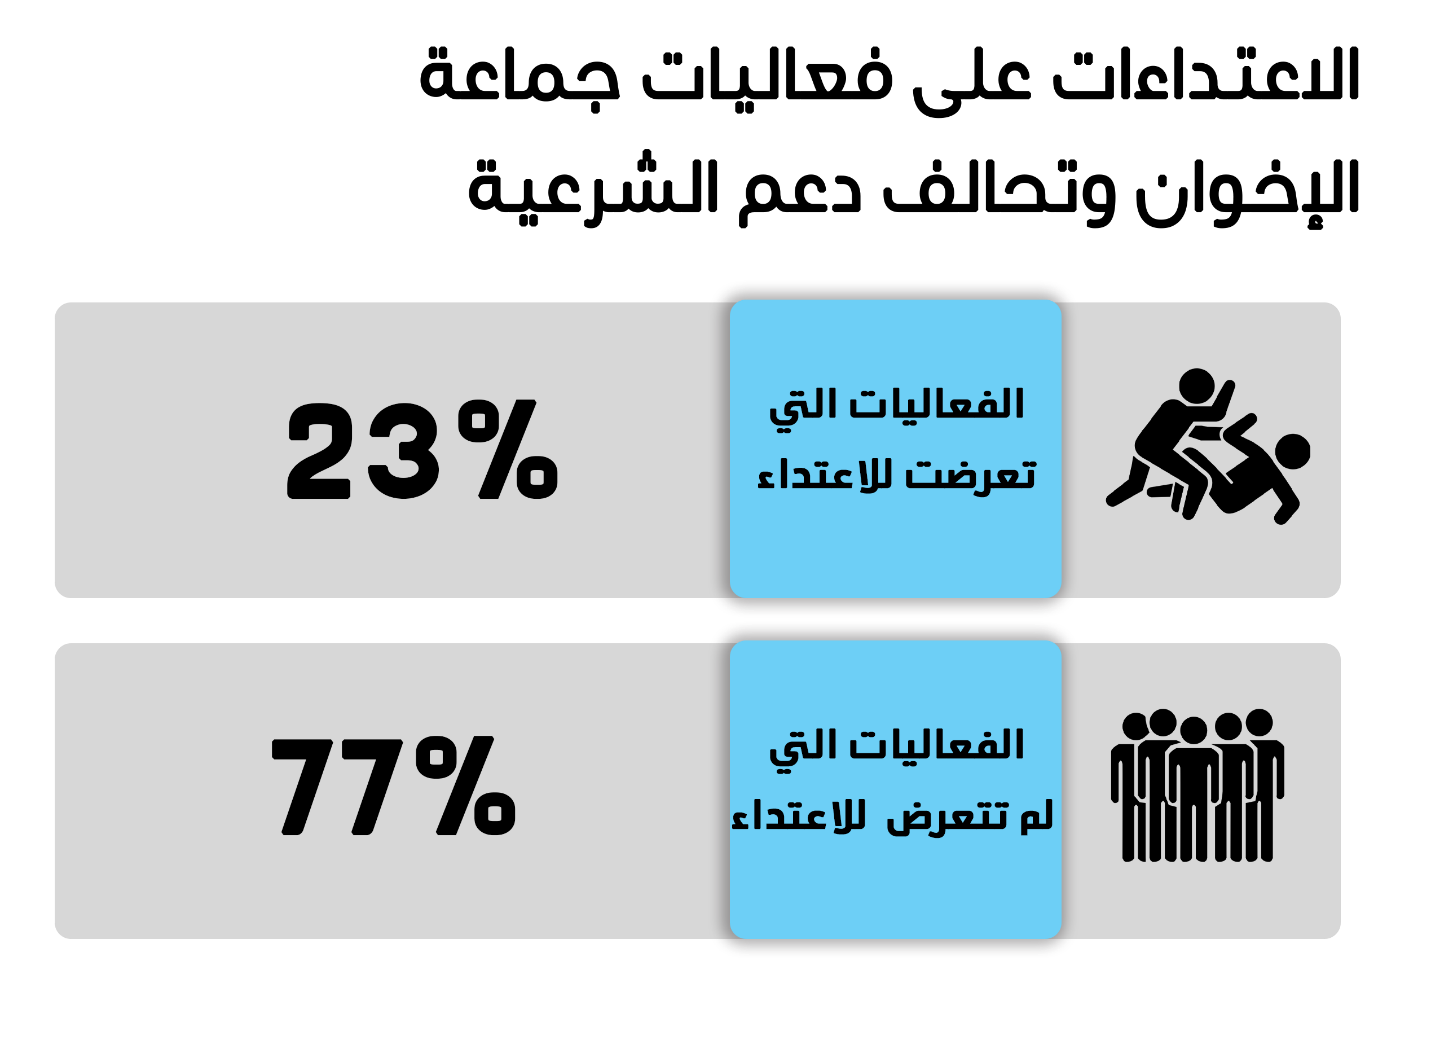 الاعتداءات على فعاليات جماعة
الإخوان وتحالف دعم الشرعية
الفعاليات التي
تعرضت للاعتداء
23%
الفعاليات التي
لم تتعرض للاعتداء
77%